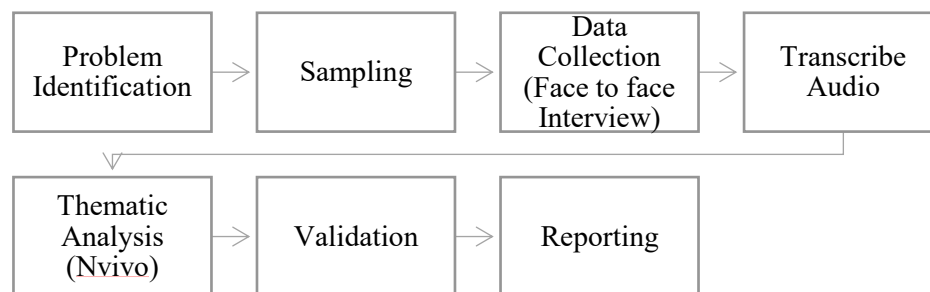 Problem
Identification
Sampling
Data
Collection
(Face to face
Interview)
Transcribe
Audio
Thematic
Analysis
(Nvivo)
Validation
Reporting